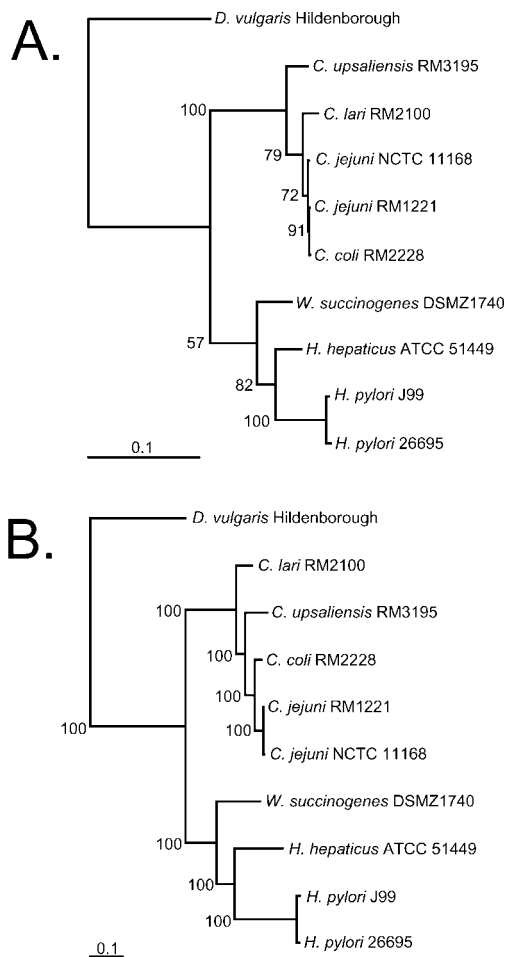 A.
D. vulgaris Hildenborough
C. upsaliensis RM3195
100
C. lari RM2100
79
C. jejuni NCTC 11168
72
C. jejuni RM1221
91
C. coli RM2228
W. succinogenes DSMZ1740
57
H. hepaticus ATCC 51449
82
H. pylori J99
100
H. pylori 26695
0.1
B.
D. vulgaris Hildenborough
C. lari RM2100
100
C. upsaliensis RM3195
100
C. coli RM2228
100
C. jejuni RM1221
100
100
C. jejuni NCTC 11168
W. succinogenes DSMZ1740
100
H. hepaticus ATCC 51449
100
H. pylori J99
100
H. pylori 26695
0.1